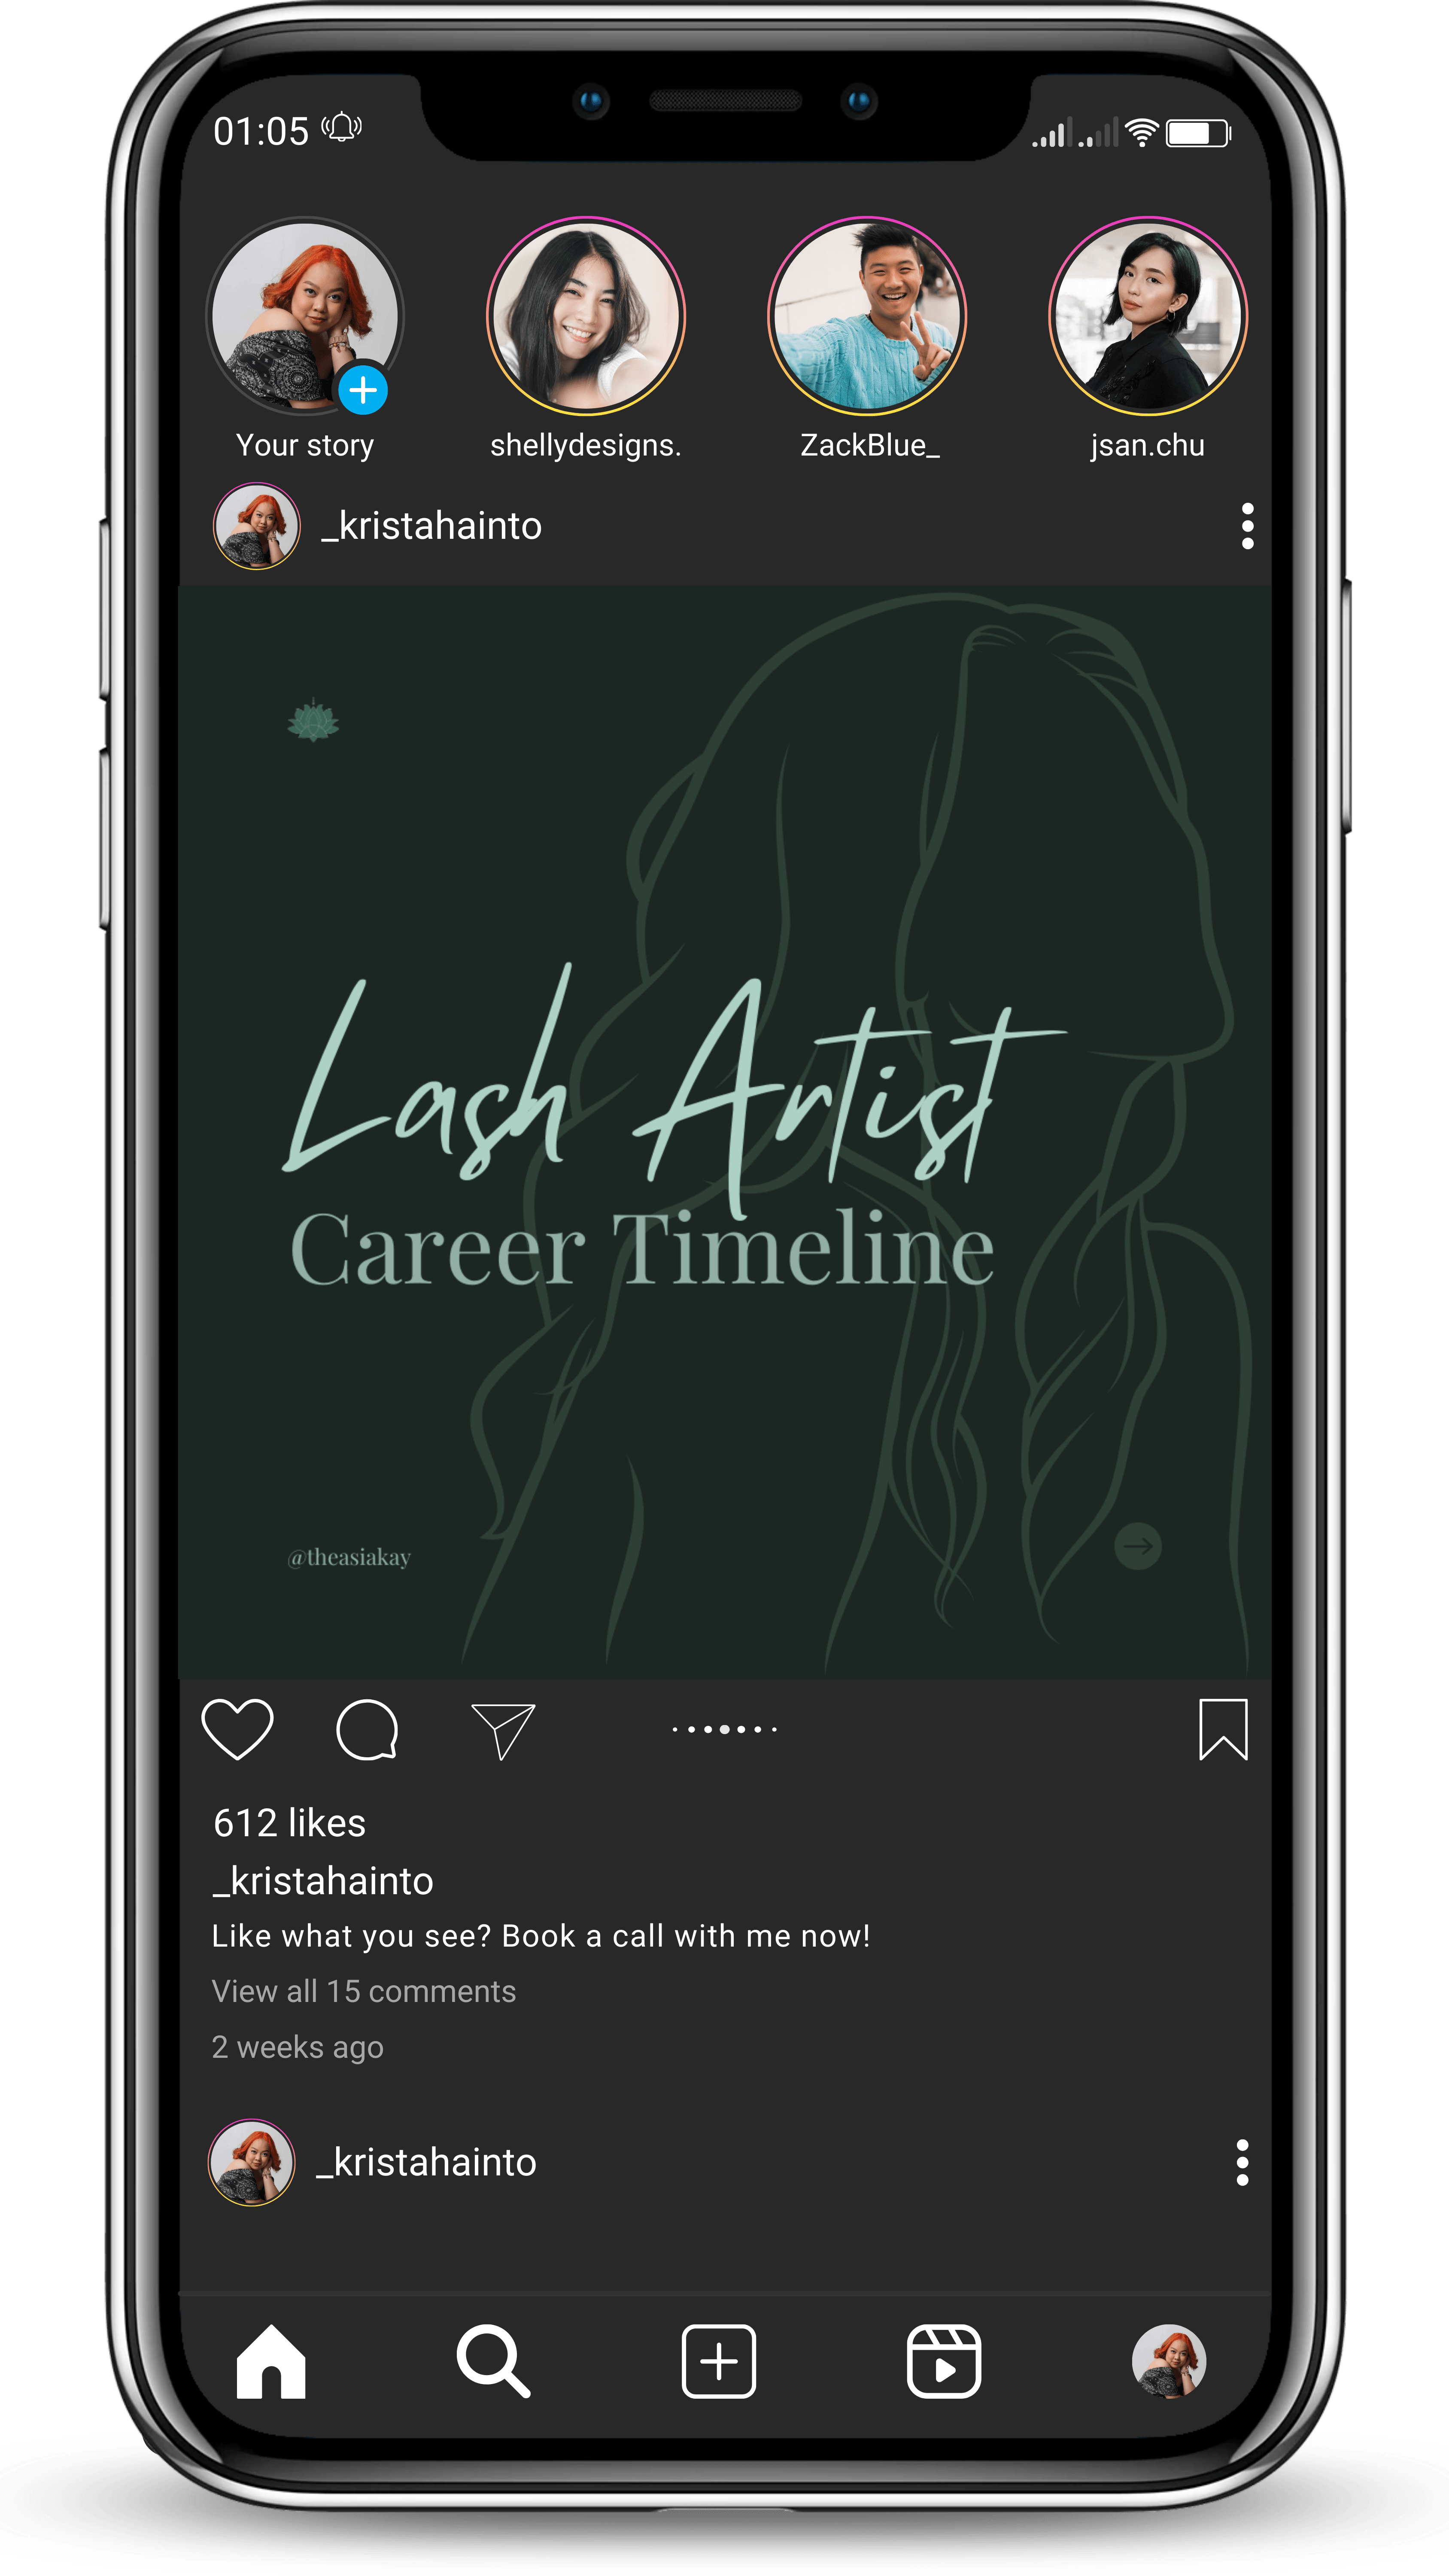 01:05
Your story
shellydesigns.
ZackBlue_
jsan.chu
_kristahainto
Lash Artist
Career Timeline
@theasiakay
612 likes
_kristahainto
Like what you see? Book a call with me now!
View all 15 comments
2 weeks ago
_kristahainto